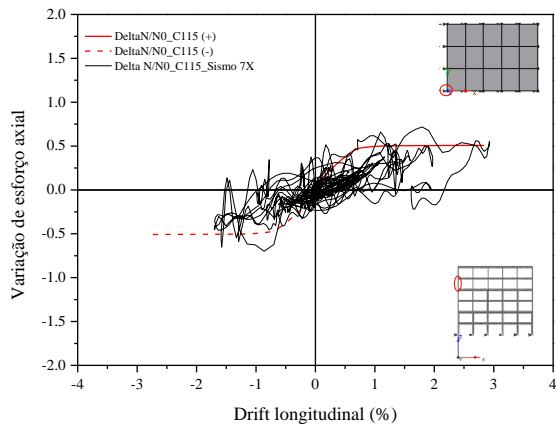 2.0
1.5
1.0
0.5
0.0
-0.5
-1.0
-1.5
-2.0
Variação de esforço axial
DeltaN/N0_C115 (+)
DeltaN/N0_C115 (-)
Delta N/N0_C115_Sismo 7X
-4 -3 -2 -1 0 1 2 3 4
Drift longitudinal (%)